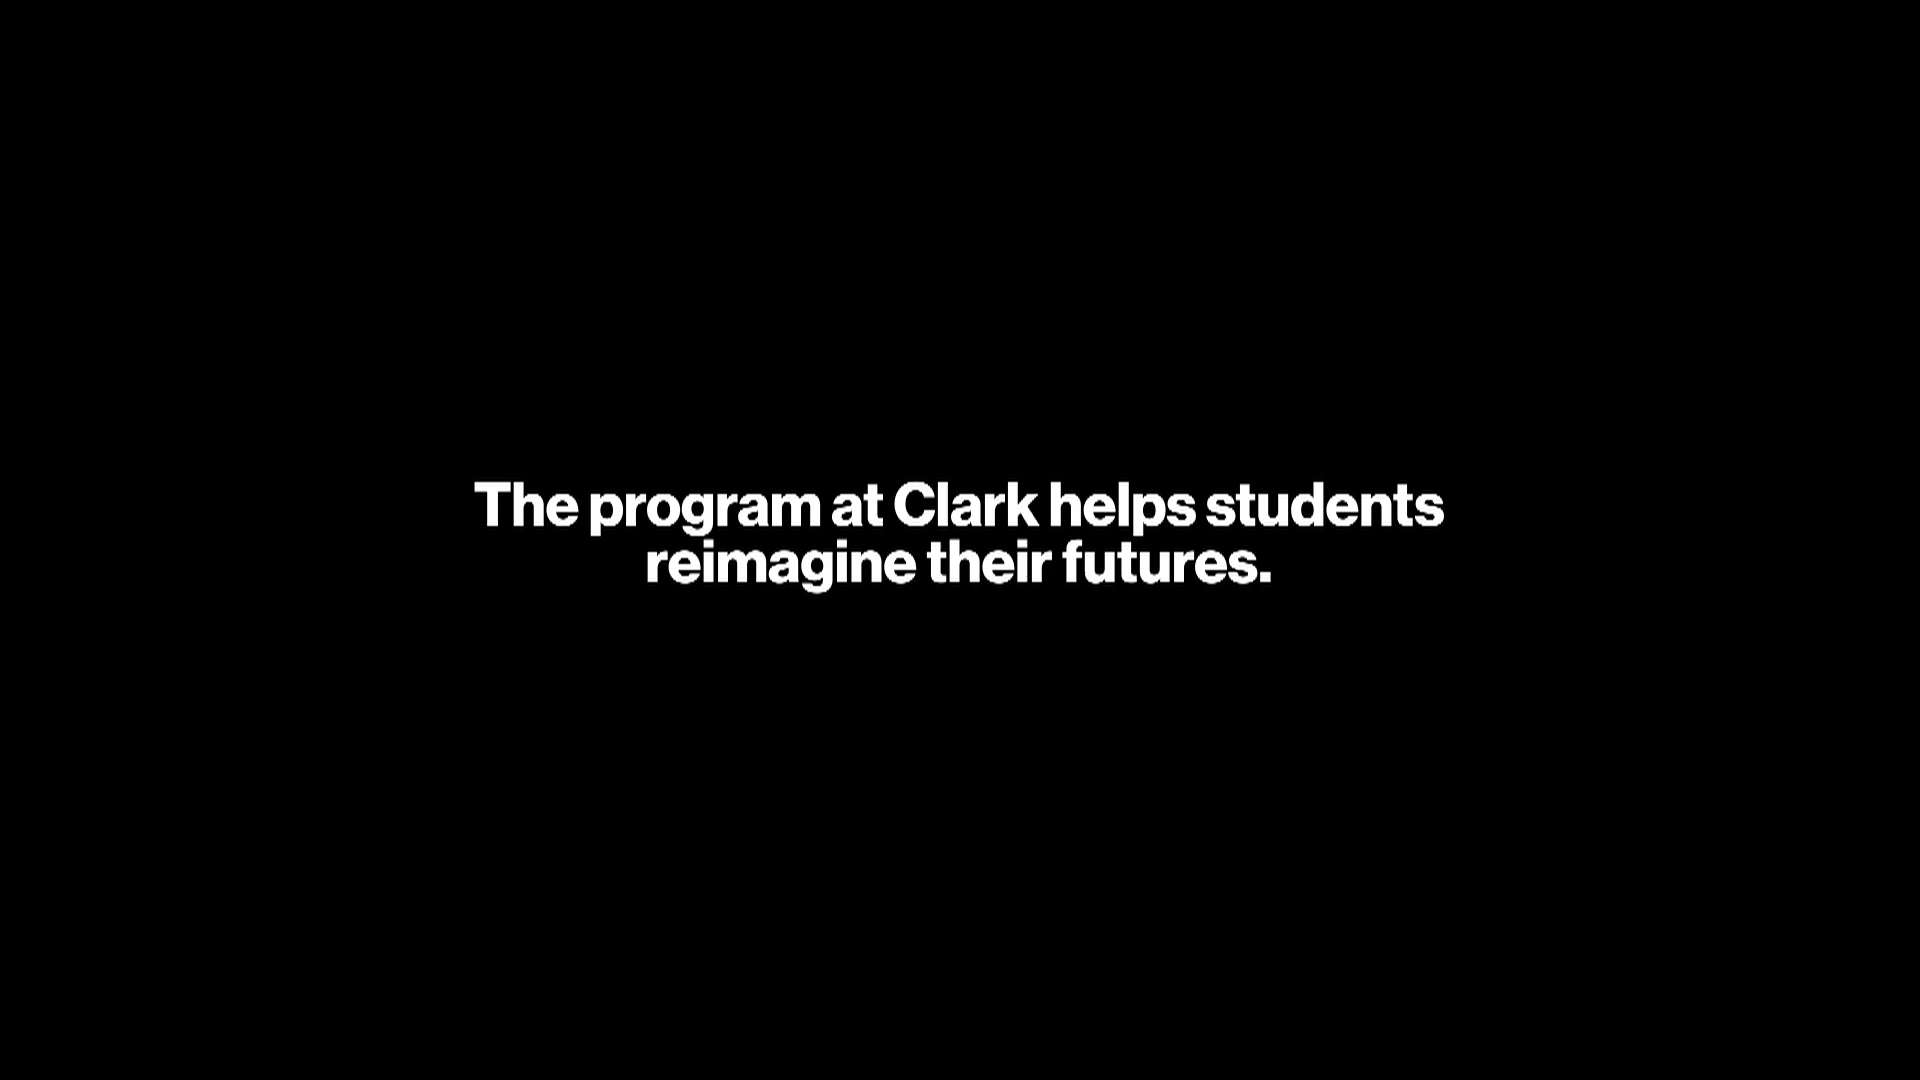 The program at Clark helps students
reimagine their futures.